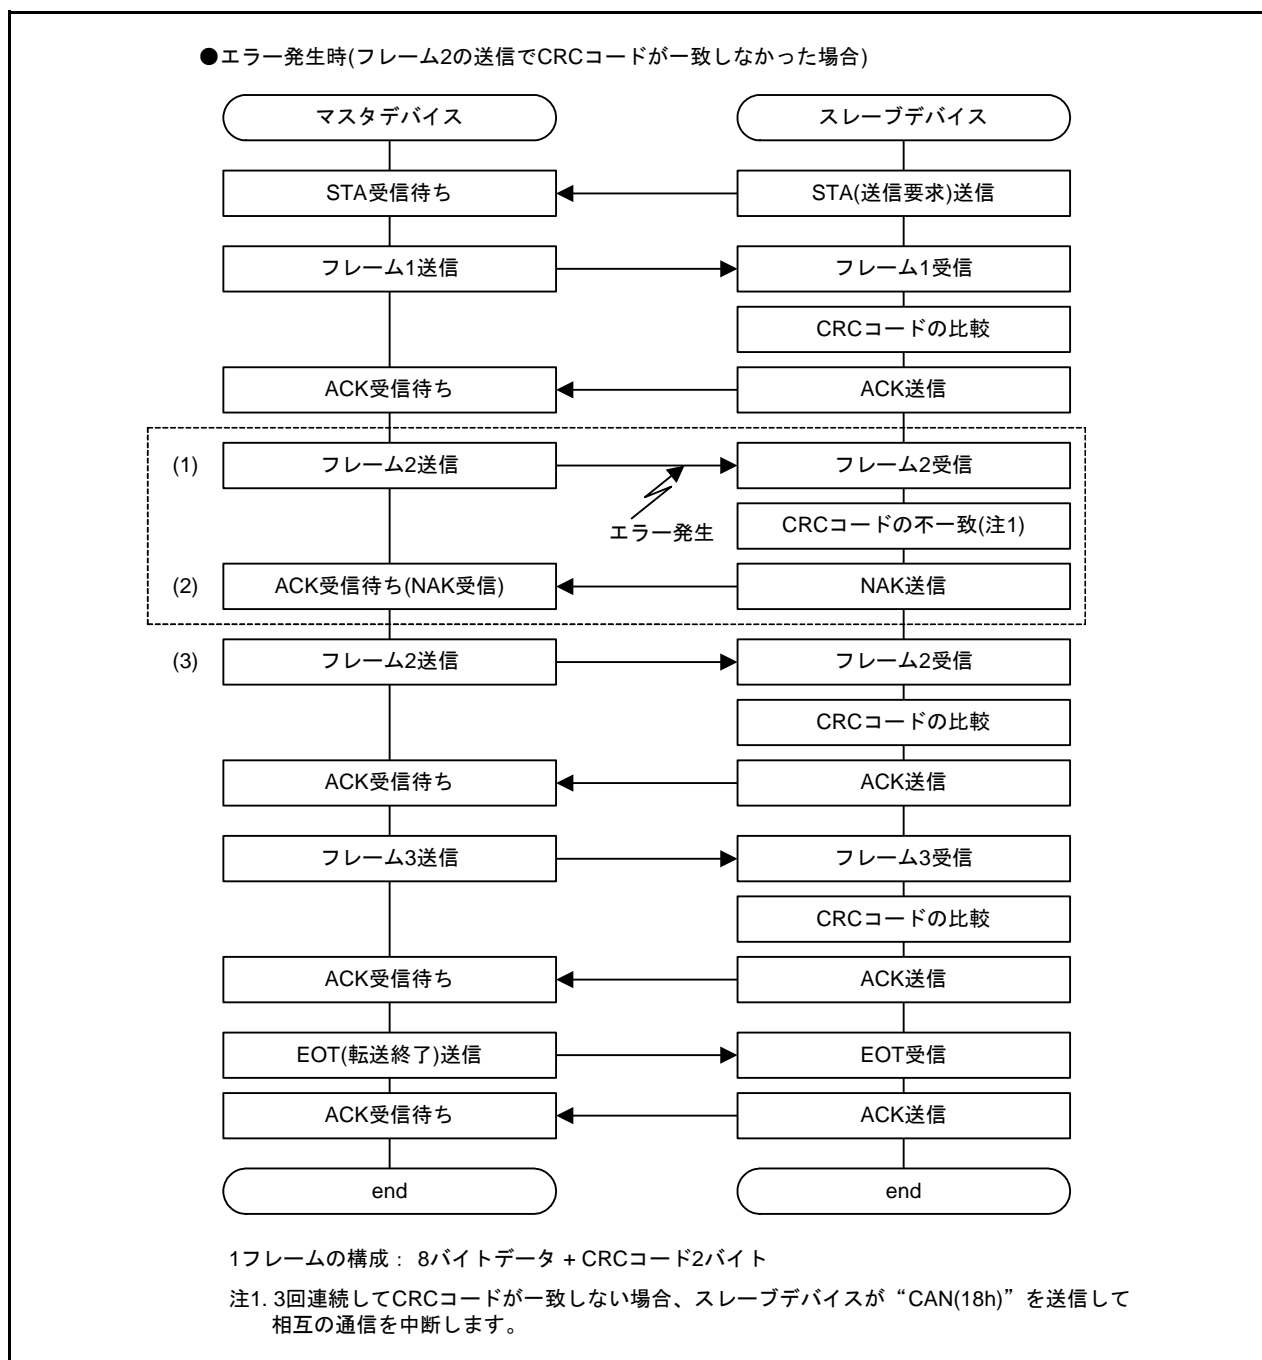 ●エラー発生時(フレーム2の送信でCRCコードが一致しなかった場合)
マスタデバイス
スレーブデバイス
STA受信待ち
STA(送信要求)送信
フレーム1送信
フレーム1受信
CRCコードの比較
ACK受信待ち
ACK送信
(1)
フレーム2送信
フレーム2受信
エラー発生
CRCコードの不一致(注1)
(2)
ACK受信待ち(NAK受信)
NAK送信
(3)
フレーム2送信
フレーム2受信
CRCコードの比較
ACK受信待ち
ACK送信
フレーム3送信
フレーム3受信
CRCコードの比較
ACK受信待ち
ACK送信
EOT(転送終了)送信
EOT受信
ACK受信待ち
ACK送信
end
end
1フレームの構成： 8バイトデータ + CRCコード2バイト
注1. 3回連続してCRCコードが一致しない場合、スレーブデバイスが“CAN(18h)”を送信して
相互の通信を中断します。